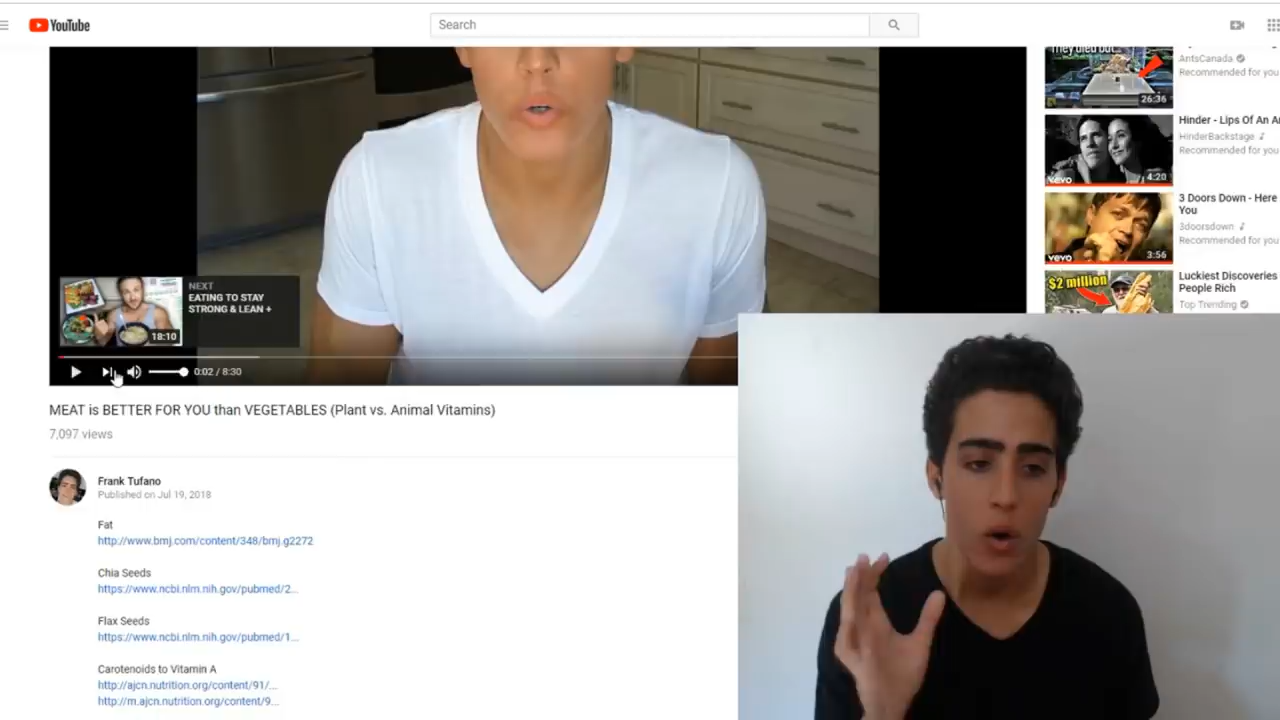 YouTube
Search
They died out...
26:36
AntsCanada
Recommended for you
Hinder - Lips Of An
HinderBackstage
Recommended for you
vevo
4:20
3 Doors Down - Here
You
3doorsdown
Recommended for you
vevo
3:56
$2 million
Luckiest Discoveries
People Rich
Top Trending
NEXT
EATING TO STAY
STRONG & LEAN +
18:10
0:02 / 8:30
MEAT is BETTER FOR YOU than VEGETABLES (Plant vs. Animal Vitamins)
7,097 views
Frank Tufano
Published on Jul 19, 2018
Fat
http://www.bmj.com/content/348/bmj.g2272
Chia Seeds
https://www.ncbi.nlm.nih.gov/pubmed/2...
Flax Seeds
https://www.ncbi.nlm.nih.gov/pubmed/1...
Carotenoids to Vitamin A
http://ajcn.nutrition.org/content/91/...
http://m.ajcn.nutrition.org/content/9...